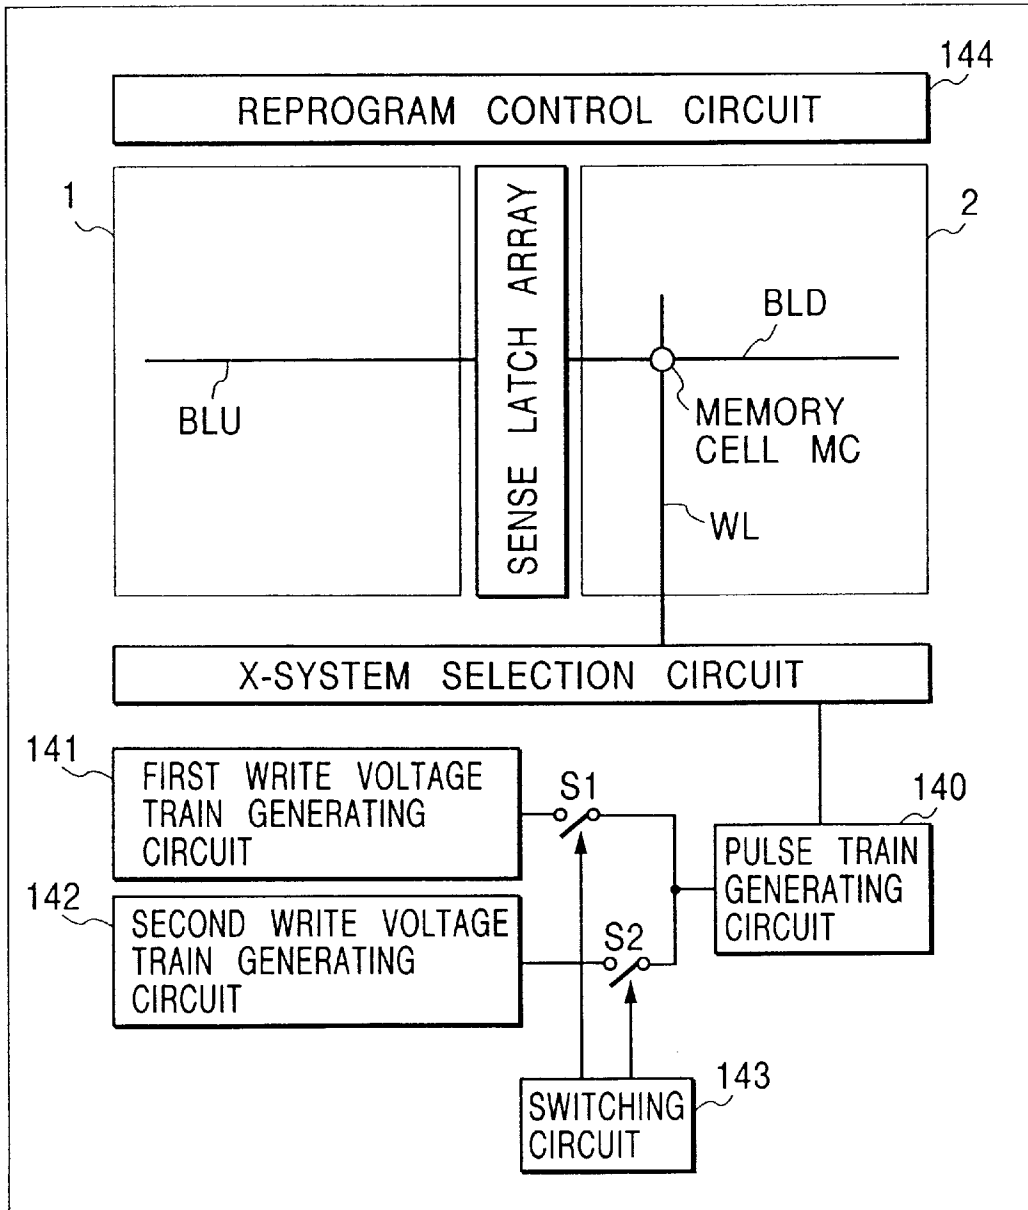 144
REPROGRAM CONTROL CIRCUIT
1
2
SENSE LATCH ARRAY
BLD
BLU
MEMORY
CELL MC
WL
X-SYSTEM SELECTION CIRCUIT
141
FIRST WRITE VOLTAGE
TRAIN GENERATING
CIRCUIT
S1
140
PULSE TRAIN
GENERATING
CIRCUIT
142
SECOND WRITE VOLTAGE
TRAIN GENERATING
CIRCUIT
S2
143
SWITCHING
CIRCUIT